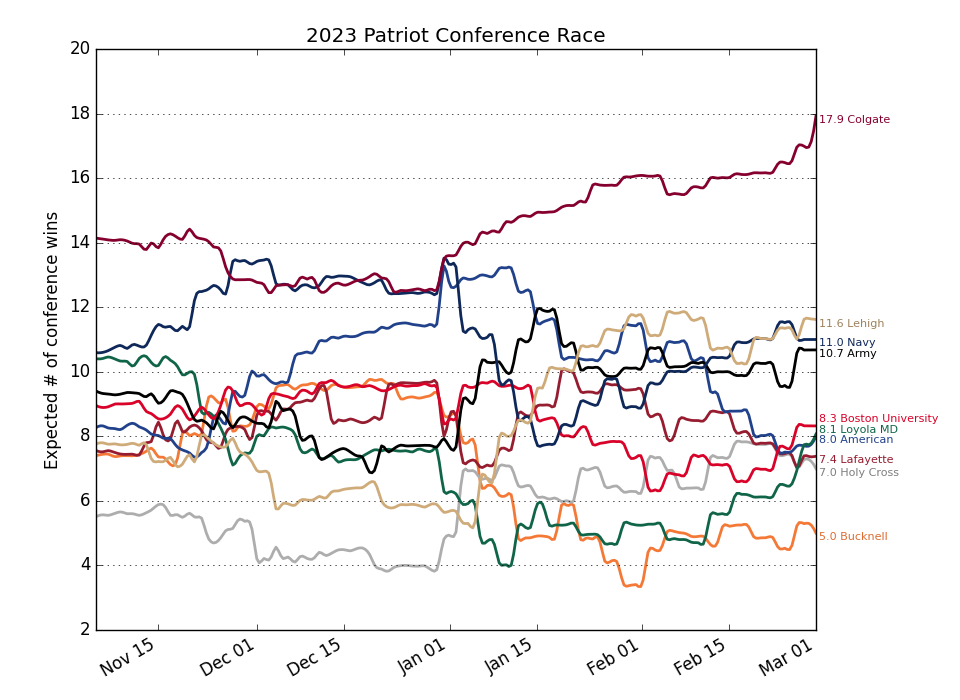 2023 Patriot Conference Race
Expected # of conference wins
20
18
16
14
12
10
8
6
4
2
Nov 15
Dec 01
Dec 15
Jan 01
Jan 15
Feb 01
Feb 15
Mar 01
17.9 Colgate
11.6 Lehigh
11.0 Navy
10.7 Army
8.3 Boston University
8.1 Loyola MD
8.0 American
7.4 Lafayette
7.0 Holy Cross
5.0 Bucknell